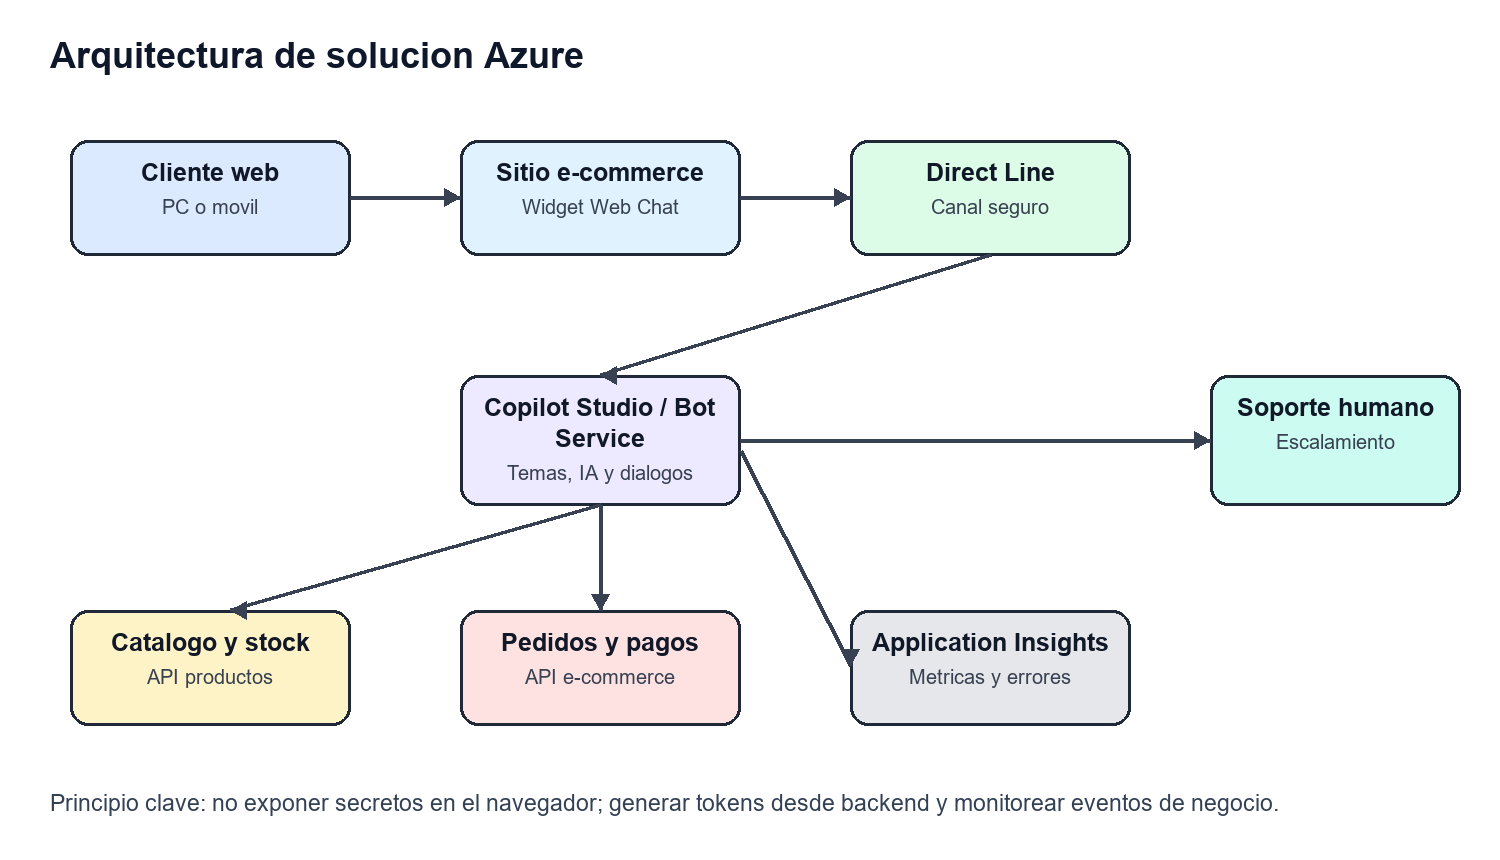 Arquitectura de solucion Azure
Cliente web
PC o movil
Sitio e-commerce
Widget Web Chat
Direct Line
Canal seguro
Copilot Studio / Bot
Service
Temas, IA y dialogos
Soporte humano
Escalamiento
Catalogo y stock
API productos
Pedidos y pagos
API e-commerce
Application Insights
Metricas y errores
Principio clave: no exponer secretos en el navegador; generar tokens desde backend y monitorear eventos de negocio.